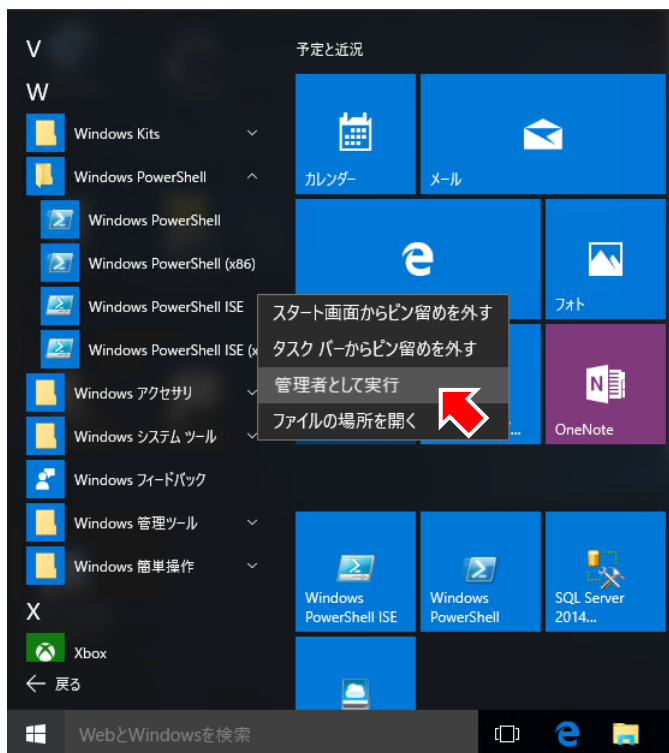 V
W
Windows Kits
Windows PowerShell
Windows PowerShell
Windows PowerShell (x86)
Windows PowerShell ISE
Windows PowerShell ISE (x
Windows アクセサリ
Windows システム ツール
Windows フィードバック
Windows 管理ツール
Windows 簡単操作
X
Xbox
戻る
予定と近況
カレンダー
メール
フォト
OneNote
スタート画面からピン留めを外す
タスク バーからピン留めを外す
管理者として実行
ファイルの場所を開く
Windows
PowerShell ISE
Windows
PowerShell
SQL Server
2014...
WebとWindowsを検索